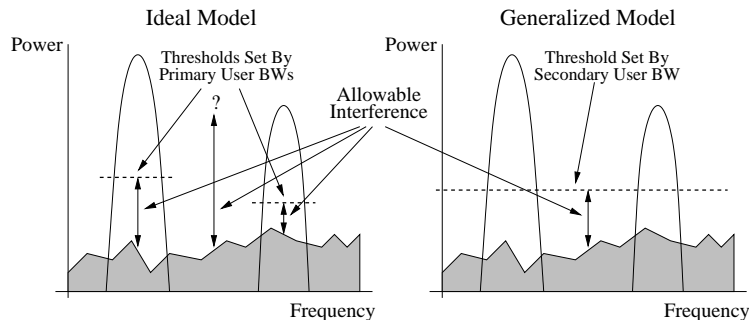 Ideal Model
Power
Thresholds Set By
Primary User BWs
?
Allowable
Interference
Frequency
Generalized Model
Power
Threshold Set By
Secondary User BW
Frequency